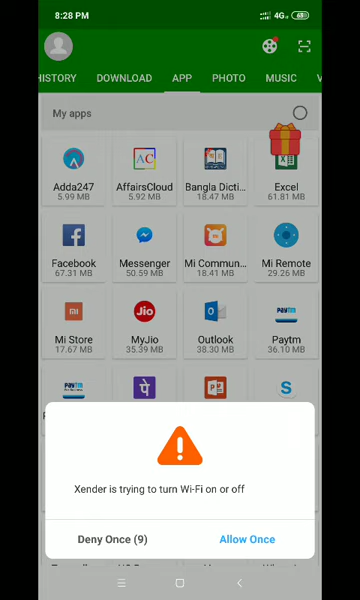 8:28 PM 4G 63
HISTORY DOWNLOAD APP PHOTO MUSIC V
My apps
Adda247 AffairsCloud Bangla Dicti... Excel
5.99 MB 5.92 MB 18.47 MB 61.81 MB
Facebook Messenger Mi Commun... Mi Remote
67.31 MB 50.59 MB 18.41 MB 29.26 MB
Mi Store MyJio Outlook Paytm
17.67 MB 35.39 MB 38.30 MB 36.10 MB
Xender is trying to turn Wi-Fi on or off
Deny Once (9) Allow Once